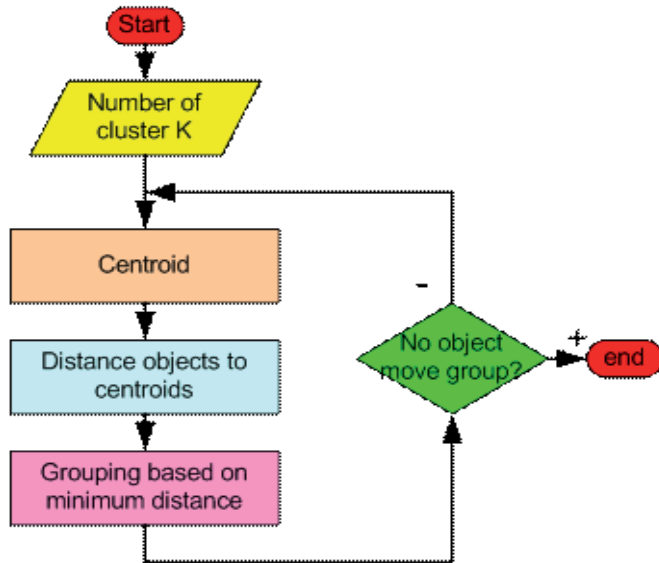 Start
Number of
cluster K
Centroid
Distance objects to
centroids
Grouping based on
minimum distance
-
No object
move group?
+
end